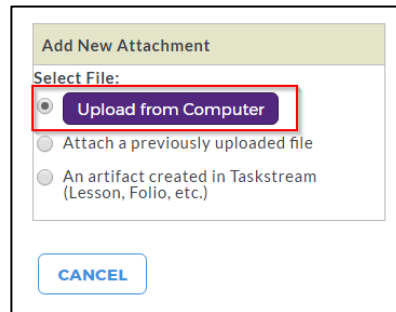 Add New Attachment
Select File:
Upload from Computer
Attach a previously uploaded file
An artifact created in Taskstream
(Lesson, Folio, etc.)
CANCEL